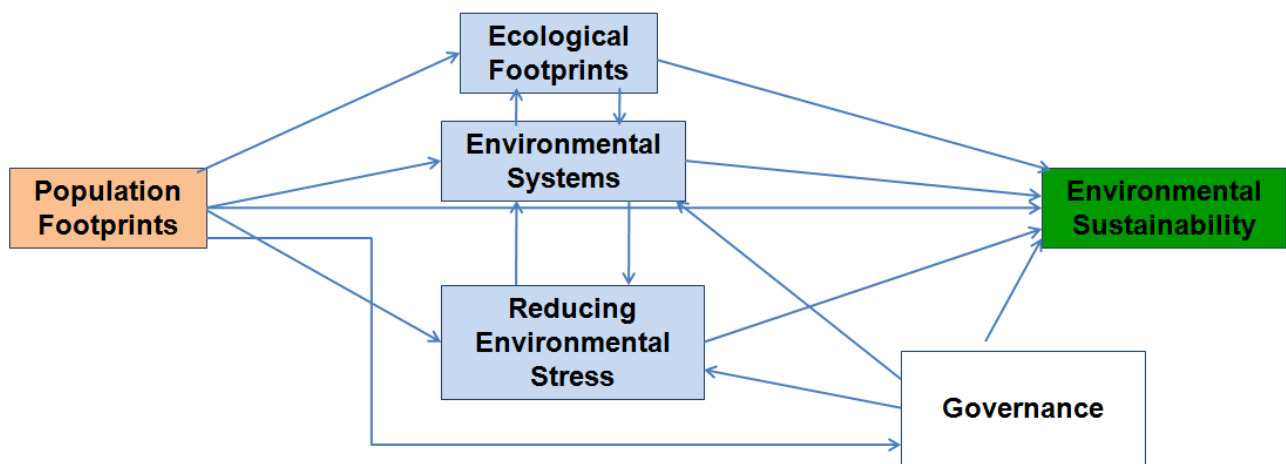 Ecological
Footprints
Environmental
Systems
Population
Footprints
Environmental
Sustainability
Reducing
Environmental
Stress
Governance